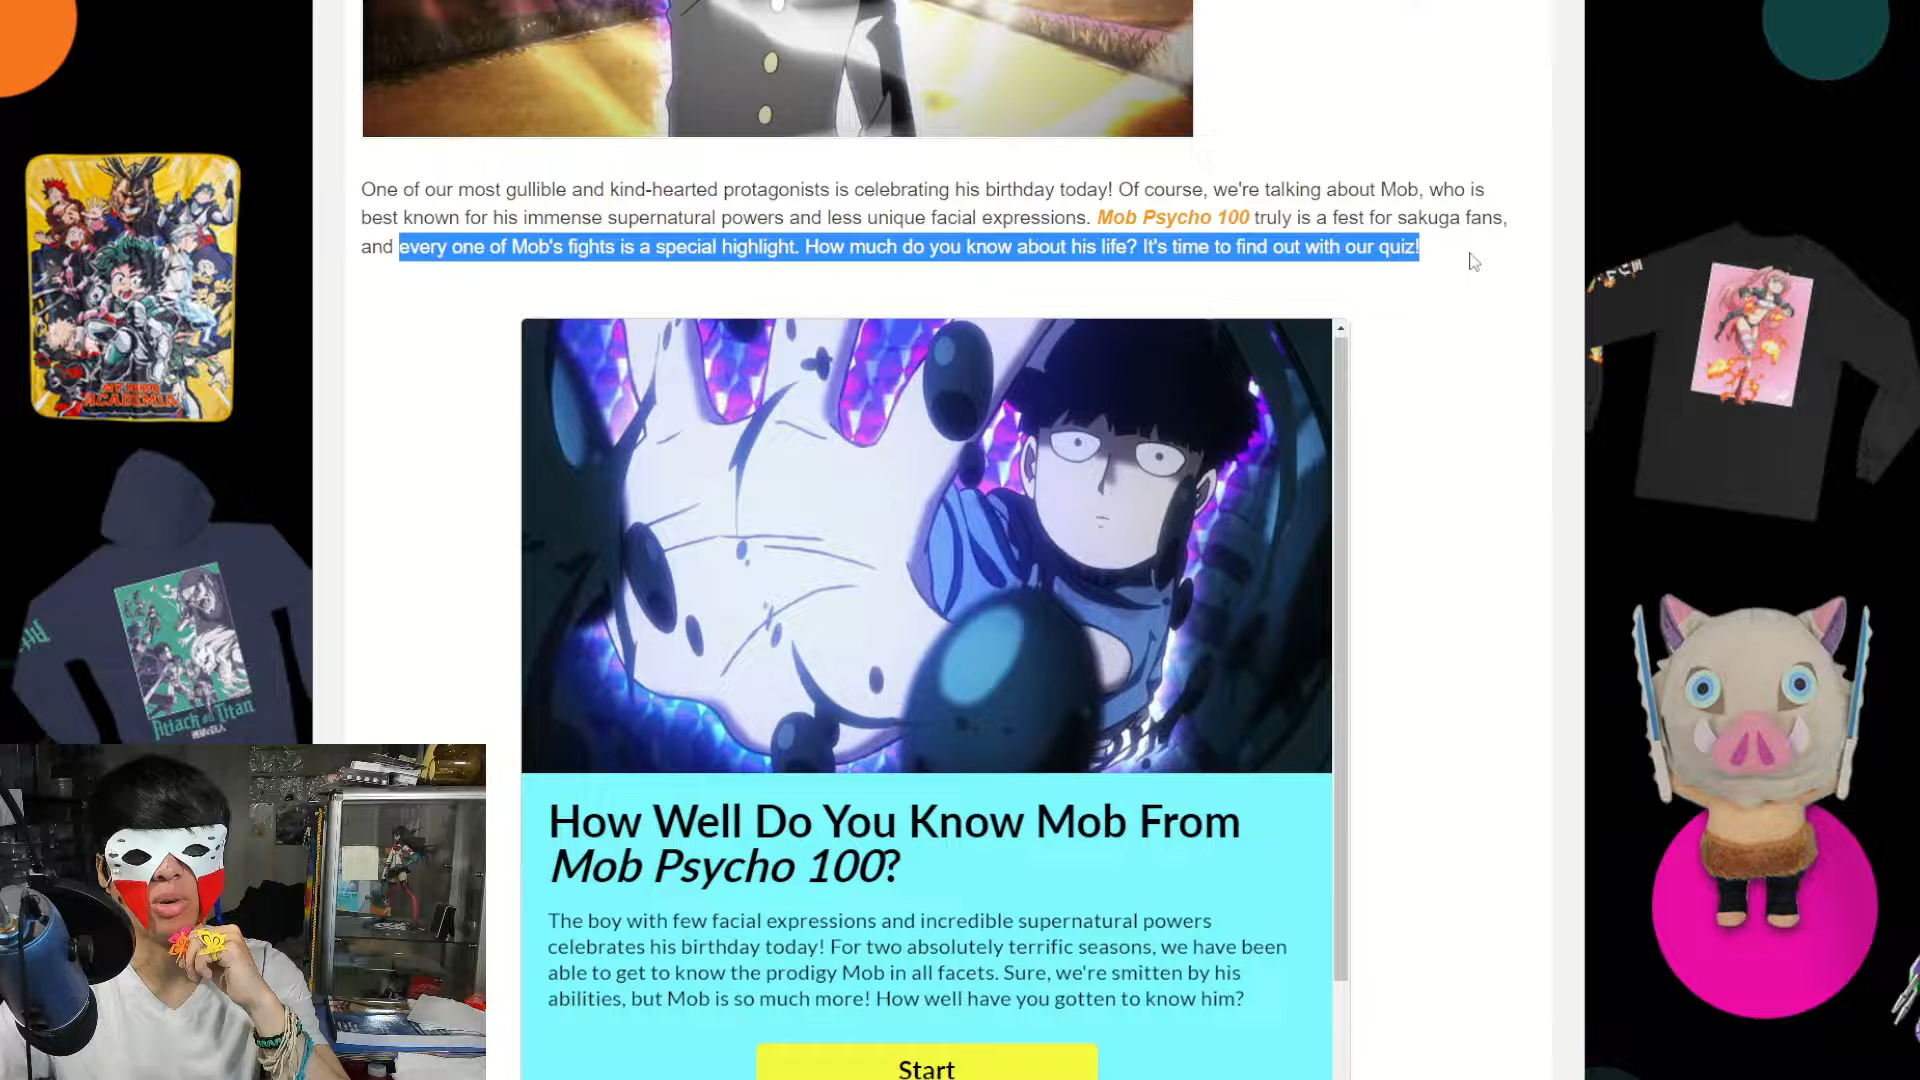 One of our most gullible and kind-hearted protagonists is celebrating his birthday today! Of course, we're talking about Mob, who is
best known for his immense supernatural powers and less unique facial expressions. Mob Psycho 100 truly is a fest for sakuga fans,
and every one of Mob's fights is a special highlight. How much do you know about his life? It's time to find out with our quiz!
MY HERO
ACADEMIA
Attack on Titan
How Well Do You Know Mob From
Mob Psycho 100?
The boy with few facial expressions and incredible supernatural powers
celebrates his birthday today! For two absolutely terrific seasons, we have been
able to get to know the prodigy Mob in all facets. Sure, we're smitten by his
abilities, but Mob is so much more! How well have you gotten to know him?
Start